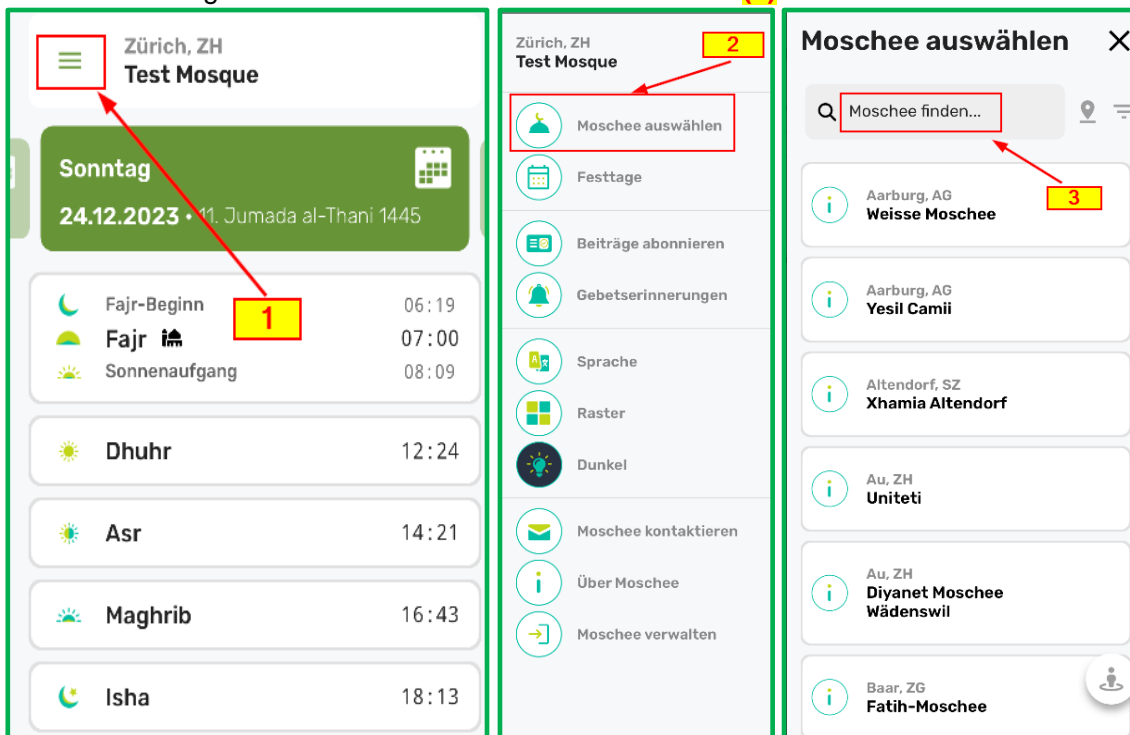 Zürich, ZH
Test Mosque
Sonntag
24.12.2023 • 11. Jumada al-Thani 1445
Fajr-Beginn 06:19
Fajr 07:00
Sonnenaufgang 08:09
1
Dhuhr 12:24
Asr 14:21
Maghrib 16:43
Isha 18:13
Zürich, ZH
Test Mosque
2
Moschee auswählen
Festtage
Beiträge abonnieren
Gebetserinnerungen
Sprache
Raster
Dunkel
Moschee kontaktieren
Über Moschee
Moschee verwalten
Moschee auswählen
Moschee finden...
3
Aarburg, AG
Weisse Moschee
Aarburg, AG
Yesil Camii
Altendorf, SZ
Xhamia Altendorf
Au, ZH
Uniteti
Au, ZH
Diyanet Moschee
Wädenswil
Baar, ZG
Fatih-Moschee